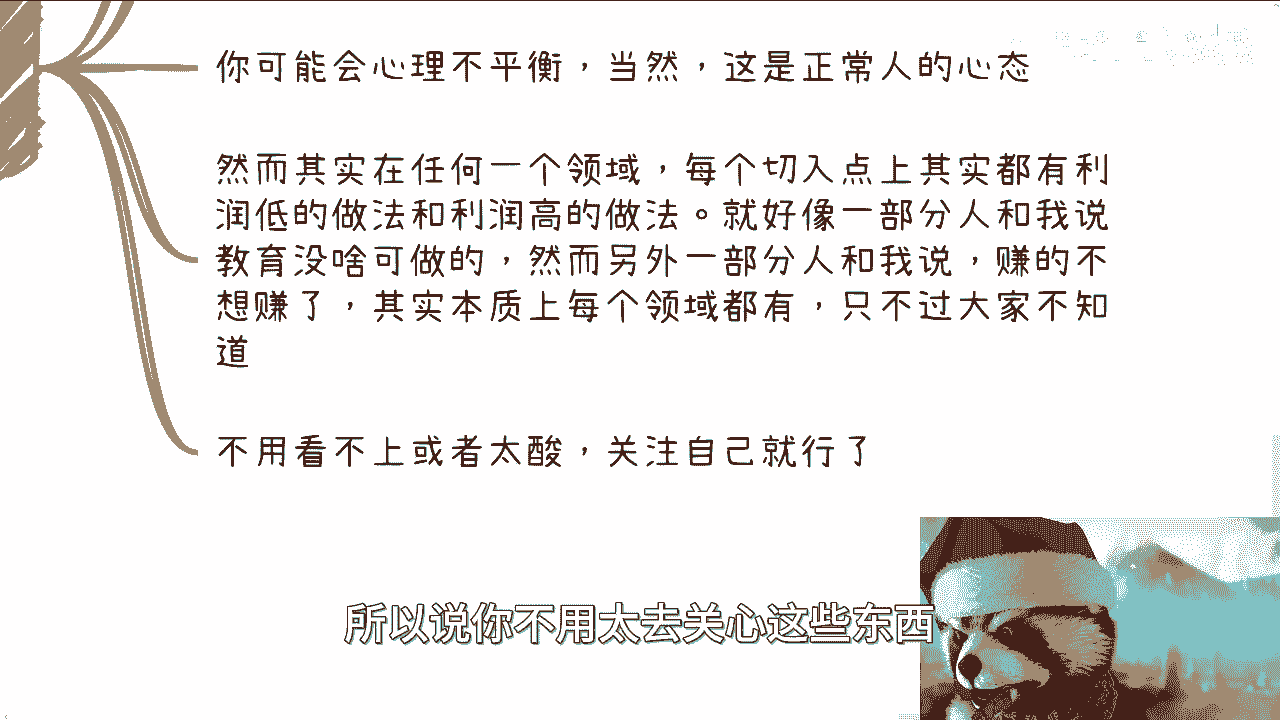 你可能会心理不平衡，当然，这是正常人的心态
然而其实在任何一个领域，每个切入点上其实都有利
润低的做法和利润高的做法。就好像一部分人和我说
教育没啥可做的，然而另外一部分人和我说，赚的不
想赚了，其实本质上每个领域都有，只不过大家不知
道
不用看不上或者太酸，关注自己就行了
所以说你不用太去关心这些东西